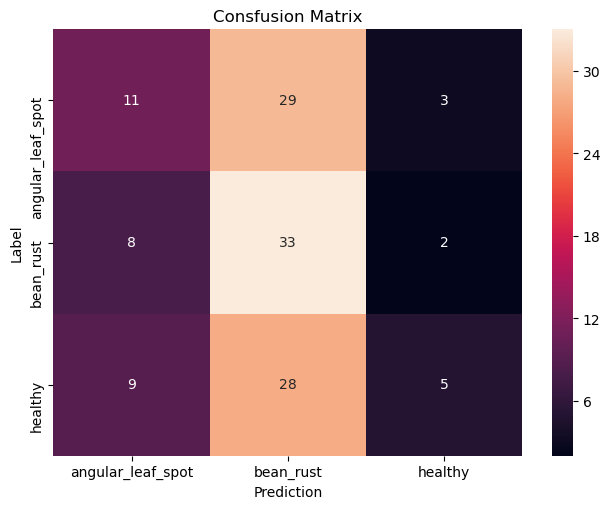 Consfusion Matrix
Label
angular_leaf_spot
11 29 3
bean_rust
8 33 2
healthy
9 28 5
angular_leaf_spot bean_rust healthy
Prediction
30
24
18
12
6